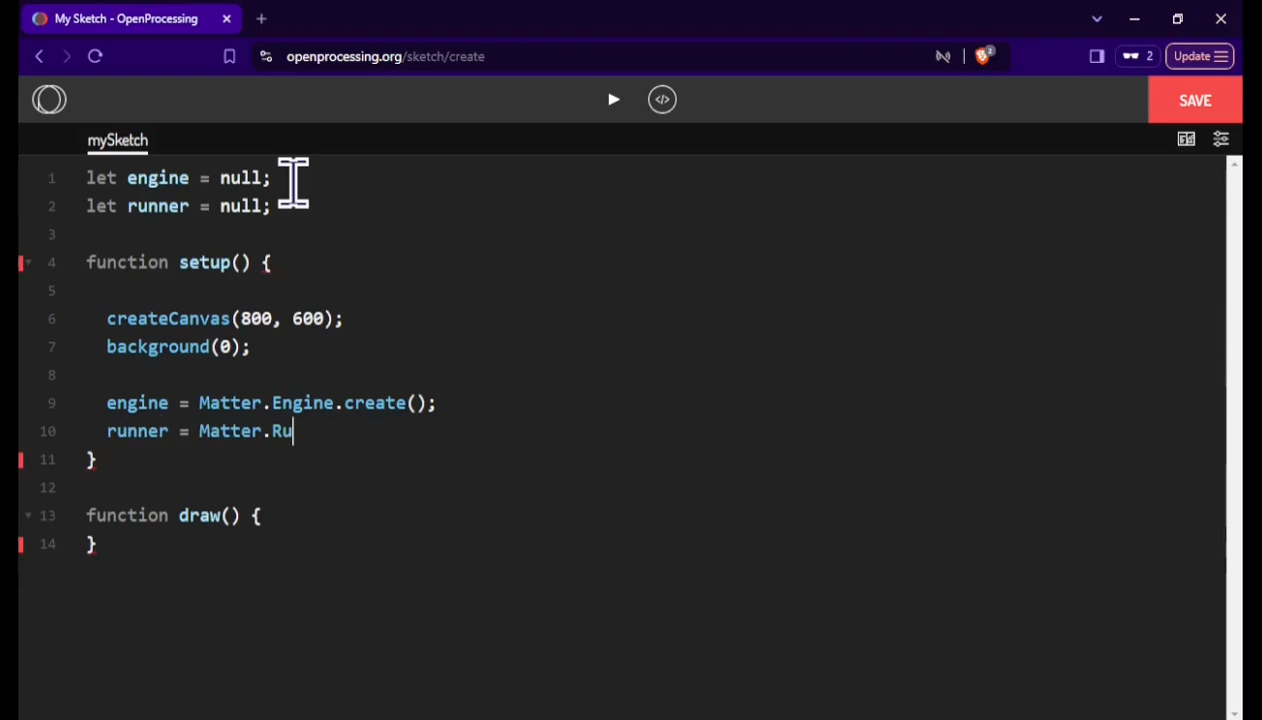 My Sketch - OpenProcessing
openprocessing.org/sketch/create
2
2
Update
</>
SAVE
mySketch
1 let engine = null;
2 let runner = null;
3
4 function setup() {
5
6 createCanvas(800, 600);
7 background(0);
8
9 engine = Matter.Engine.create();
10 runner = Matter.Ru
11 }
12
13 function draw() {
14 }